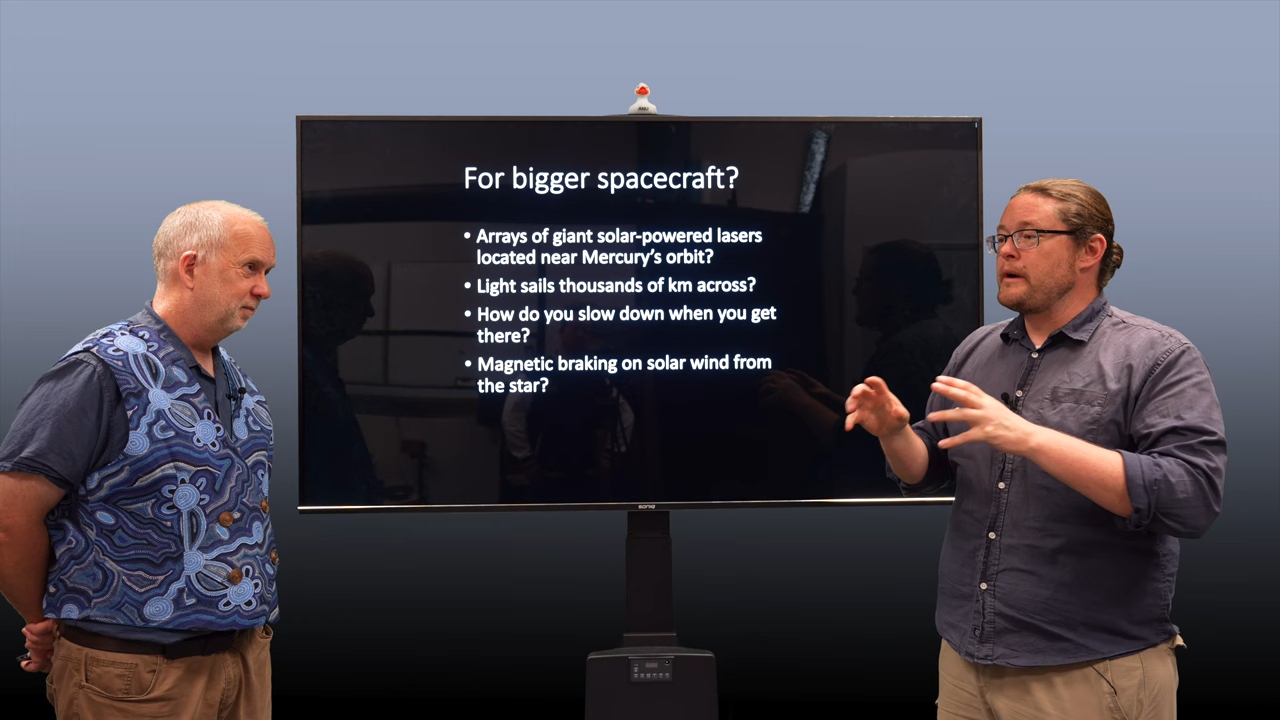 For bigger spacecraft?
• Arrays of giant solar-powered lasers
located near Mercury's orbit?
• Light sails thousands of km across?
• How do you slow down when you get
there?
• Magnetic braking on solar wind from
the star?
soniq